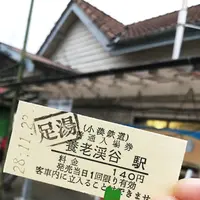 28.11.22
足湯
(小湊鉄道)
普通入場券
養老渓谷 駅
料金 140円
発売当日1回限り有効
客車内に立入ることはできません